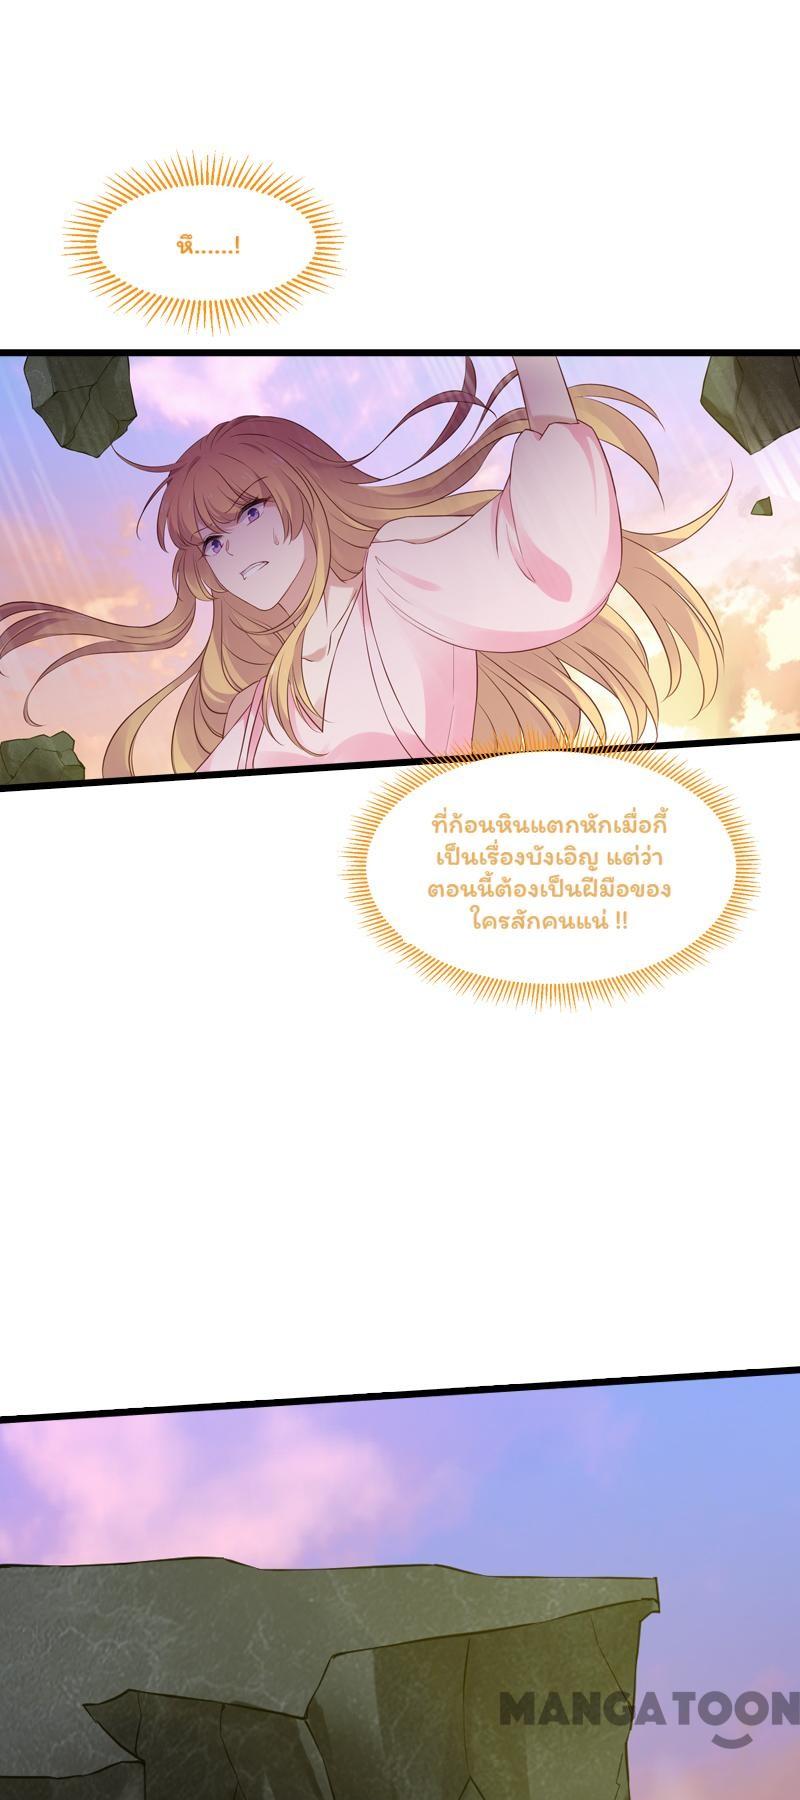 หึ......!
ที่ก้อนหินแตกหักเมื่อกี้
เป็นเรื่องบังเอิญ แต่ว่า
ตอนนี้ต้องเป็นฝีมือของ
ใครสักคนแน่ !!
MANGATOON